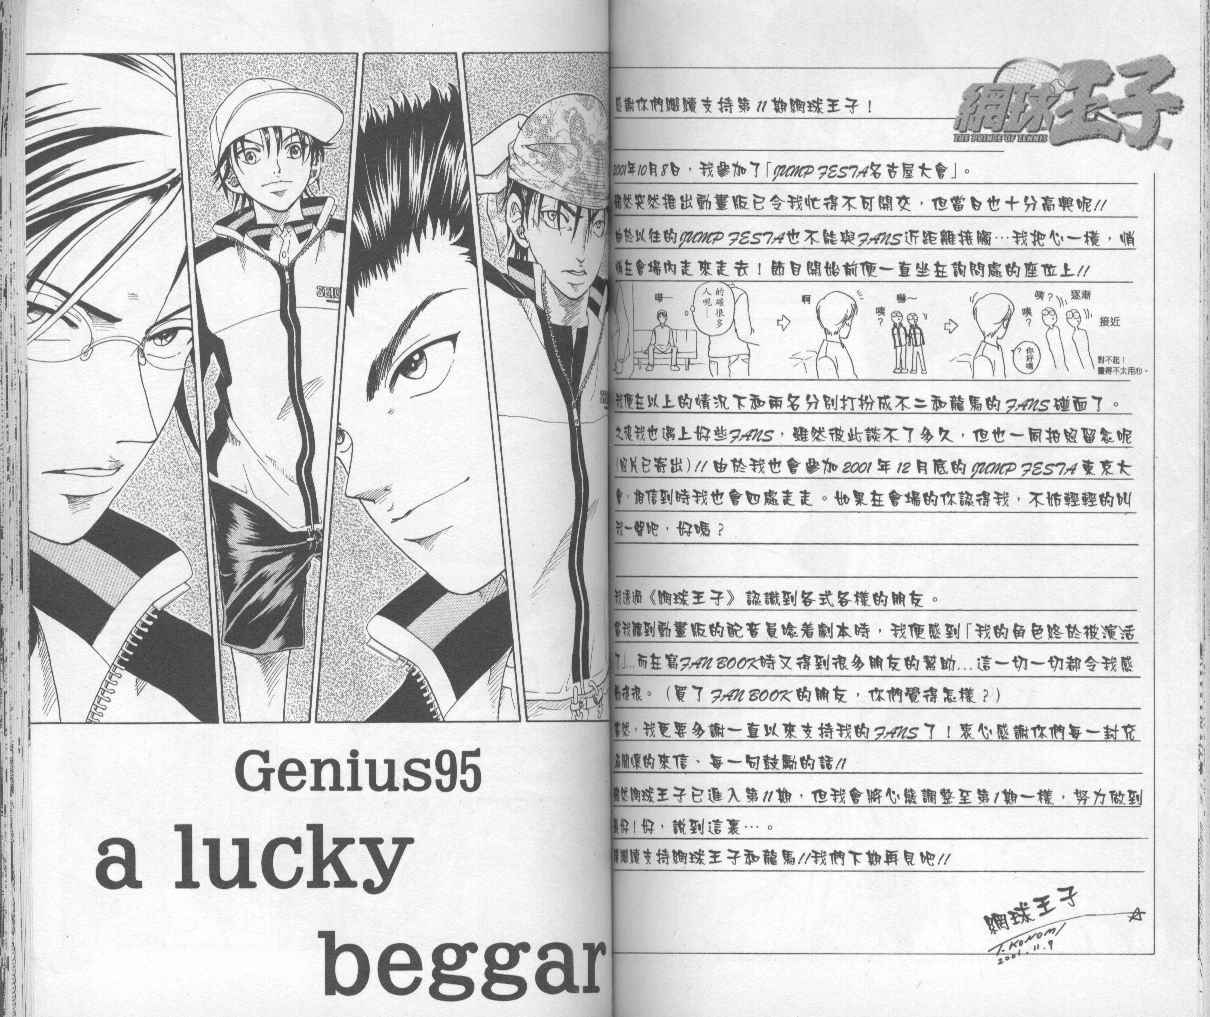 Genius95
a lucky
beggar
SEIG
網球王子
THE PRINCE OF TENNIS
感謝你們閱讀支持第11期網球王子！
2001年10月8日，我參加了「JUMP FESTA名古屋大會」。
雖然突然推出動畫版已令我忙得不可開交，但當日也十分高興呢!!
由於以往的JUMP FESTA也不能與FANS近距離接觸…我把心一橫，悄
悄在會場內走來走去！節目開始前便一直坐在詢問處的座位上!!
嘩—
的確很多
人呢…
啊
嚇～
咦？
咦？
唷？
逐漸
接近
？你好嗎
對不起！
畫得不太用心。
我便在以上的情況下和兩名分別打扮成不二和龍馬的FANS碰面了。
之後我也遇上好些FANS，雖然彼此談不了多久，但也一同拍照留念呢
(相片已寄出)!! 由於我也會參加2001年12月底的JUMP FESTA東京大
會，相信到時我也會四處走走。如果在會場的你認得我，不怕輕輕的叫
我一聲吧，好嗎？
我透過《網球王子》認識到各式各樣的朋友。
當我聽到動畫版的配音員唸着劇本時，我便感到「我的角色終於被演活
了」…而在寫FAN BOOK時又得到很多朋友的幫助…這一切一切都令我感
動得很。（買了FAN BOOK的朋友，你們覺得怎樣？）
當然，我更要多謝一直以來支持我的FANS了！衷心感謝你們每一封充
滿關懷的來信、每一句鼓勵的話!!
雖然網球王子已進入第11期，但我會將心態調整至第1期一樣，努力做到
最好！好，說到這裏…。
請繼續支持網球王子和龍馬!!我們下期再見吧!!
網球王子
T.KONOMI
2001.11.9